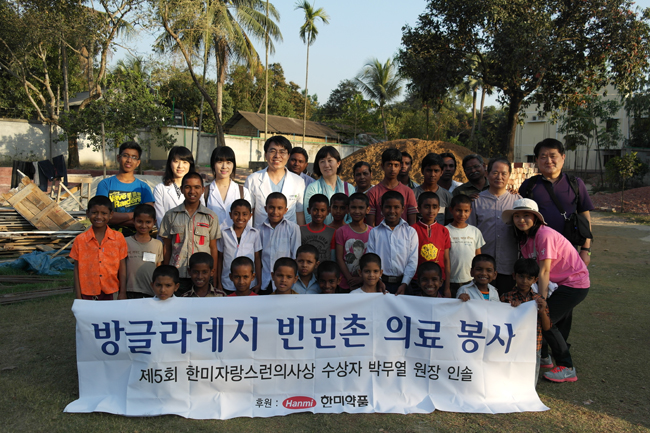 방글라데시 빈민촌 의료 봉사
제5회 한미자랑스런의사상 수상자 박무열 원장 인솔
후원 : Hanmi 한미약품